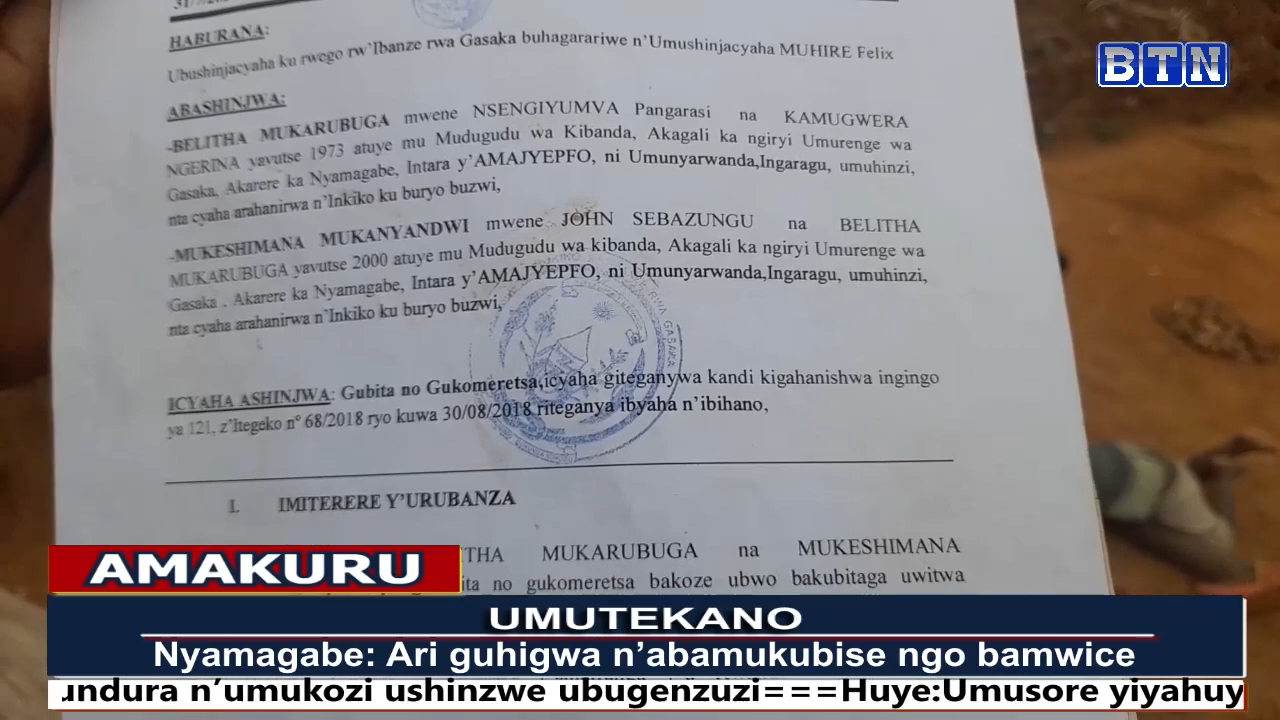 BTN
HABURANA:
Ubushinjacyaha ku rwego rw'Ibanze rwa Gasaka buhagarariwe n'Umushinjacyaha MUHIRE Felix
ABASHINJWA:
-BELITHA MUKARUBUGA mwene NSENGIYUMVA Pangarasi na KAMUGWERA
NGERINA yavutse 1973 atuye mu Mudugudu wa Kibanda, Akagali ka ngiryi Umurenge wa
Gasaka, Akarere ka Nyamagabe, Intara y'AMAJYEPFO, ni Umunyarwanda,Ingaragu, umuhinzi,
nta cyaha arahanirwa n'Inkiko ku buryo buzwi,
-MUKESHIMANA MUKANYANDWI mwene JOHN SEBAZUNGU na BELITHA
MUKARUBUGA yavutse 2000 atuye mu Mudugudu wa kibanda, Akagali ka ngiryi Umurenge wa
Gasaka . Akarere ka Nyamagabe, Intara y'AMAJYEPFO, ni Umunyarwanda,Ingaragu, umuhinzi,
nta cyaha arahanirwa n'Inkiko ku buryo buzwi,
RWA GASAKA
ICYAHA ASHINJWA: Gubita no Gukomeretsa,icyaha giteganywa kandi kigahanishwa ingingo
ya 121, z'Itegeko nº 68/2018 ryo kuwa 30/08/2018 riteganya ibyaha n'ibihano,
I. IMITERERE Y'URUBANZA
MUKARUBUGA na MUKESHIMANA
no gukomeretsa bakoze ubwo bakubitaga uwitwa
AMAKURU
UMUTEKANO
Nyamagabe: Ari guhigwa n'abamukubise ngo bamwice
n'umukozi ushinzwe ubugenzuzi===Huye:Umusore yiyahuy